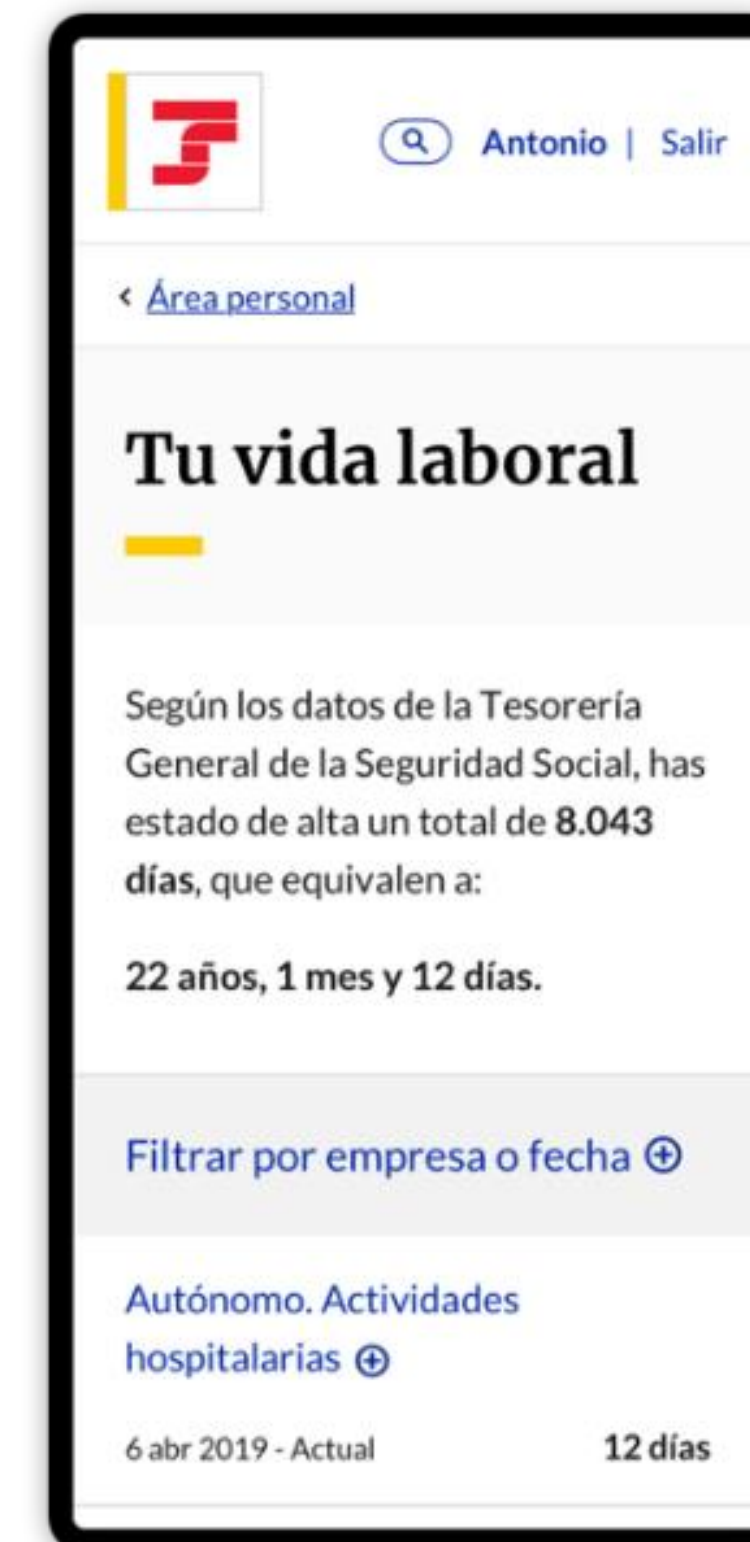 Antonio | Salir
‹ Área personal
Tu vida laboral
Según los datos de la Tesorería
General de la Seguridad Social, has
estado de alta un total de 8.043
días, que equivalen a:
22 años, 1 mes y 12 días.
Filtrar por empresa o fecha
Autónomo. Actividades
hospitalarias
6 abr 2019 - Actual 12 días